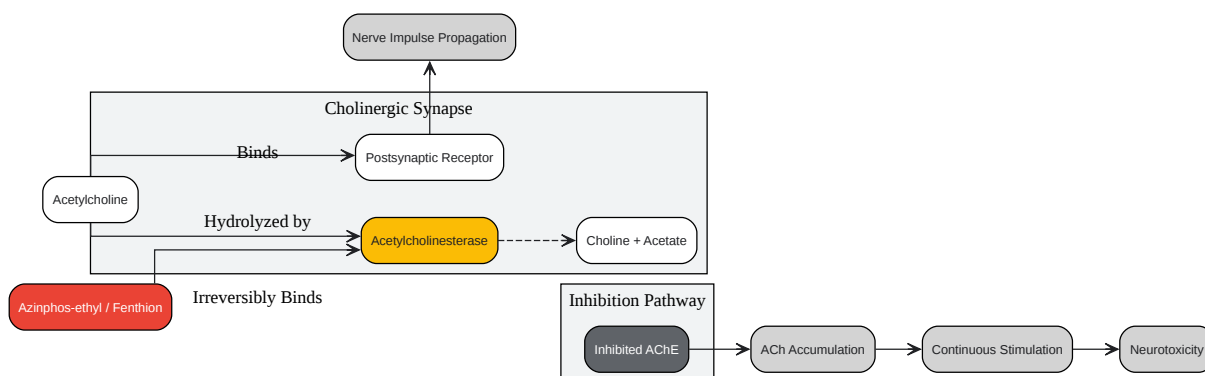 Nerve Impulse Propagation
Cholinergic Synapse
Binds
Postsynaptic Receptor
Acetylcholine
Hydrolyzed by
Acetylcholinesterase
Choline + Acetate
Azinphos-ethyl / Fenthion
Irreversibly Binds
Inhibition Pathway
Inhibited AChE
ACh Accumulation
Continuous Stimulation
Neurotoxicity